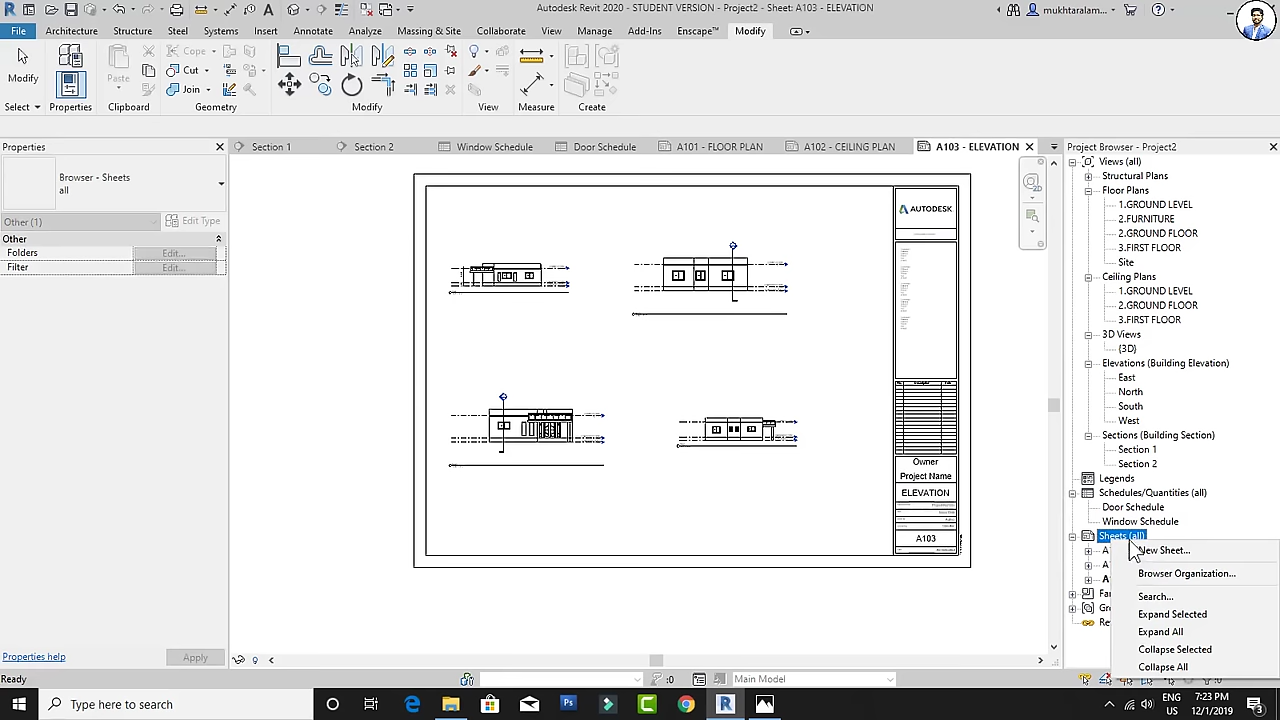 Autodesk Revit 2020 - STUDENT VERSION - Project2 - Sheet: A103 - ELEVATION
mukhtaralam...
File Architecture Structure Steel Systems Insert Annotate Analyze Massing & Site Collaborate View Manage Add-Ins Enscape™ Modify
Modify
Paste
Cope
Cut
Join
Select Properties Clipboard Geometry Modify View Measure Create
Properties
Section 1
Section 2
Window Schedule
Door Schedule
A101 - FLOOR PLAN
A102 - CEILING PLAN
A103 - ELEVATION
Project Browser - Project2
Browser - Sheets
all
Other (1)
Edit Type
Other
Folders Edit...
Filter Edit...
AUTODESK
Owner
Project Name
ELEVATION
A103
Views (all)
Structural Plans
Floor Plans
1.GROUND LEVEL
2.FURNITURE
2.GROUND FLOOR
3.FIRST FLOOR
Site
Ceiling Plans
1.GROUND LEVEL
2.GROUND FLOOR
3.FIRST FLOOR
3D Views
{3D}
Elevations (Building Elevation)
East
North
South
West
Sections (Building Section)
Section 1
Section 2
Legends
Schedules/Quantities (all)
Door Schedule
Window Schedule
Sheets (all)
New Sheet...
Browser Organization...
Search...
Expand Selected
Expand All
Collapse Selected
Collapse All
Properties help
Apply
Ready
:0
Main Model
:0
Type here to search
ENG
US
7:23 PM
12/1/2019